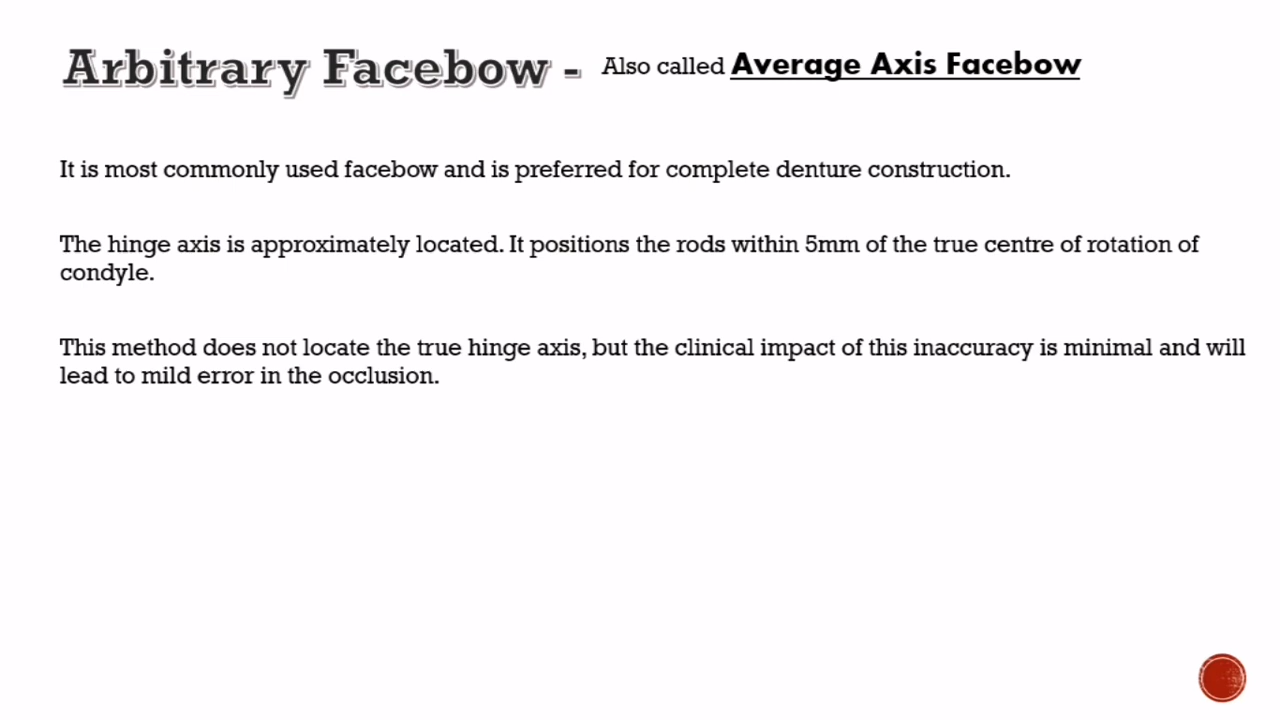 Arbitrary Facebow - Also called Average Axis Facebow
It is most commonly used facebow and is preferred for complete denture construction.
The hinge axis is approximately located. It positions the rods within 5mm of the true centre of rotation of
condyle.
This method does not locate the true hinge axis, but the clinical impact of this inaccuracy is minimal and will
lead to mild error in the occlusion.